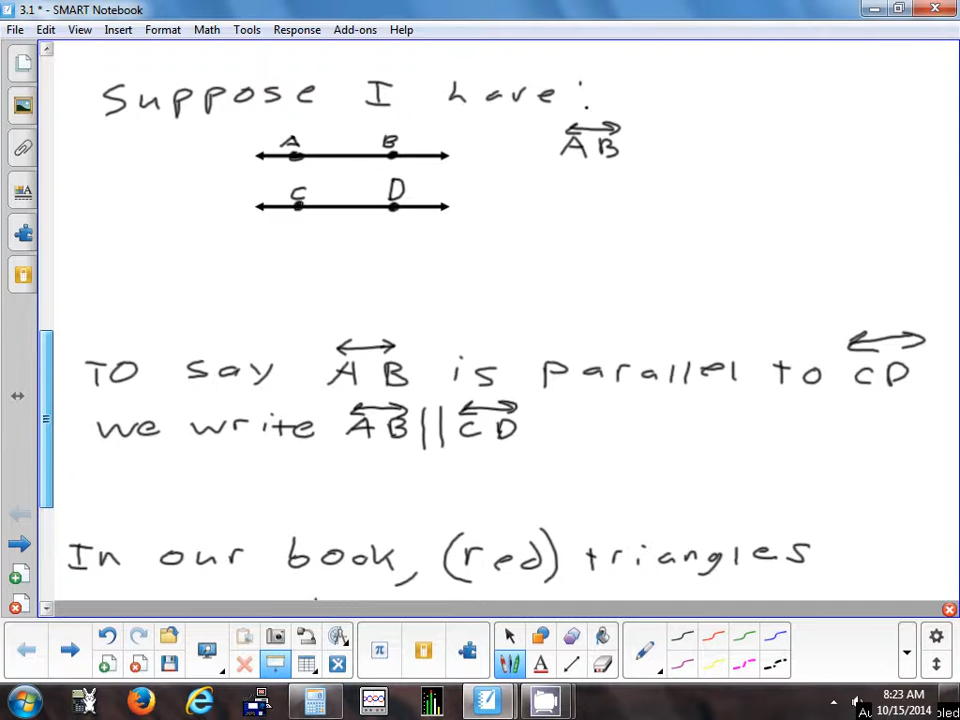 3.1 * - SMART Notebook
File Edit View Insert Format Math Tools Response Add-ons Help
Suppose I have:
A B
AB
C D
To say AB is parallel to CD
we write AB||CD
In our book, (red) triangles
8:23 AM
10/15/2014